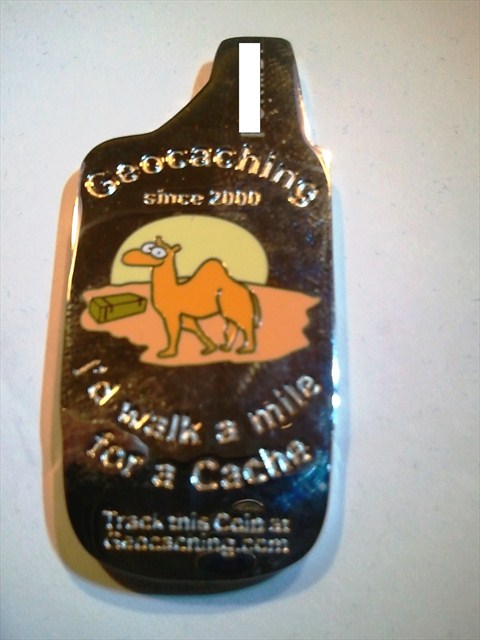 Geocaching
since 2000
I'd walk a mile
for a Cache
Track this Coin at
Geocaching.com